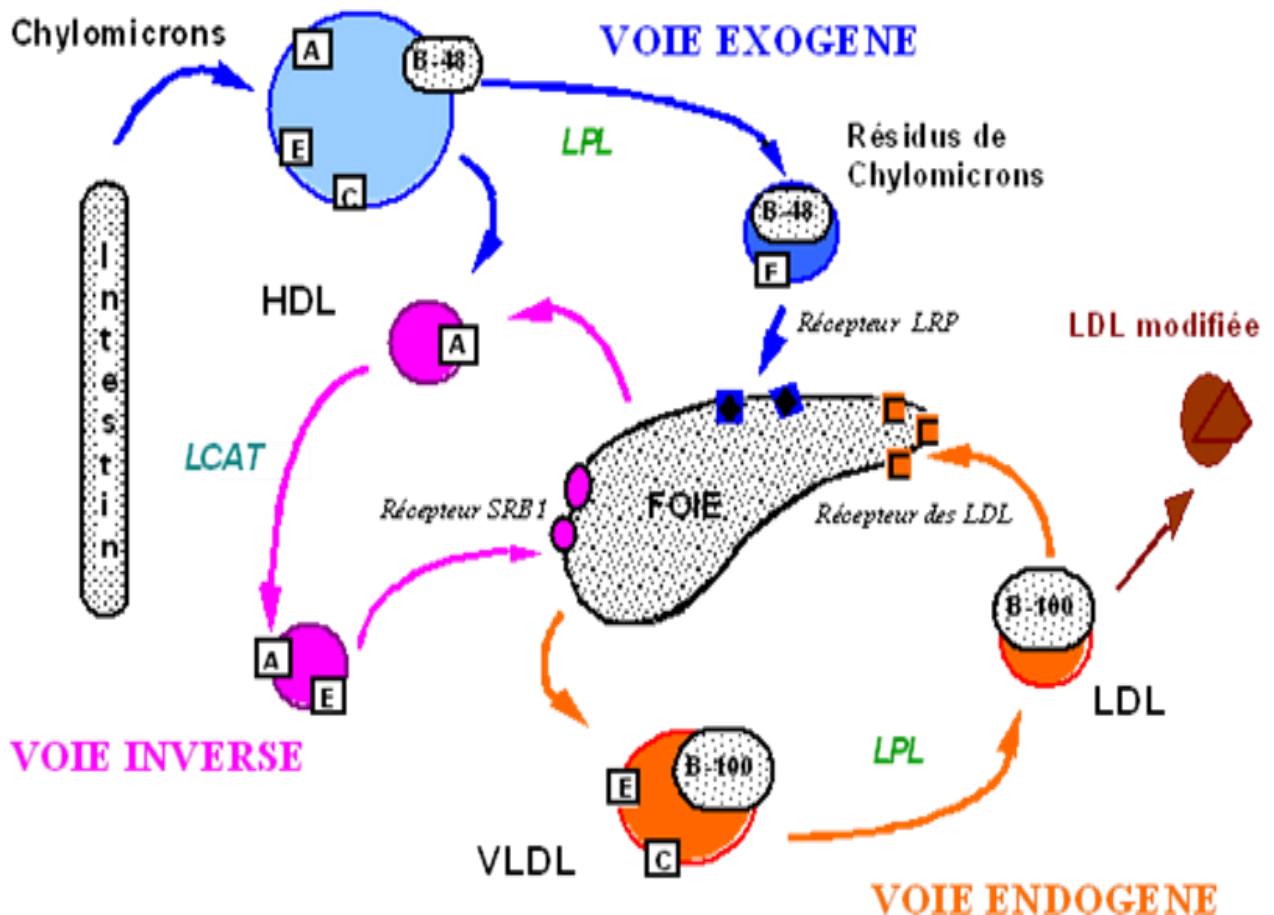 Chylomicrons
VOIE EXOGENE
A
B-48
E
C
LPL
Résidus de
Chylomicrons
B-48
F
Intestin
HDL
A
Récepteur LRP
LDL modifiée
LCAT
Récepteur SRB1
FOIE
Récepteur des LDL
B-100
A
E
LDL
VOIE INVERSE
LPL
B-100
E
C
VLDL
VOIE ENDOGENE